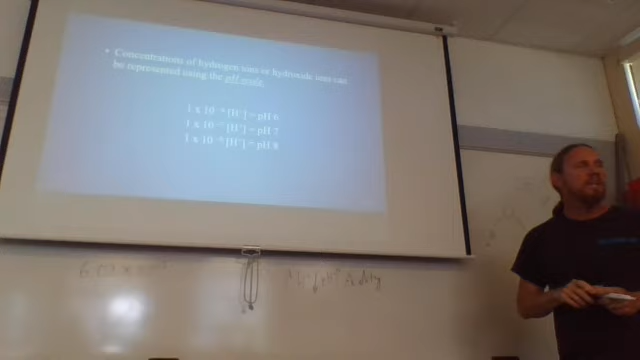 • Concentrations of hydrogen ions or hydroxide ions can
be represented using the pH scale.
1 x 10⁻⁶ [H⁺] = pH 6
1 x 10⁻⁷ [H⁺] = pH 7
1 x 10⁻⁸ [H⁺] = pH 8